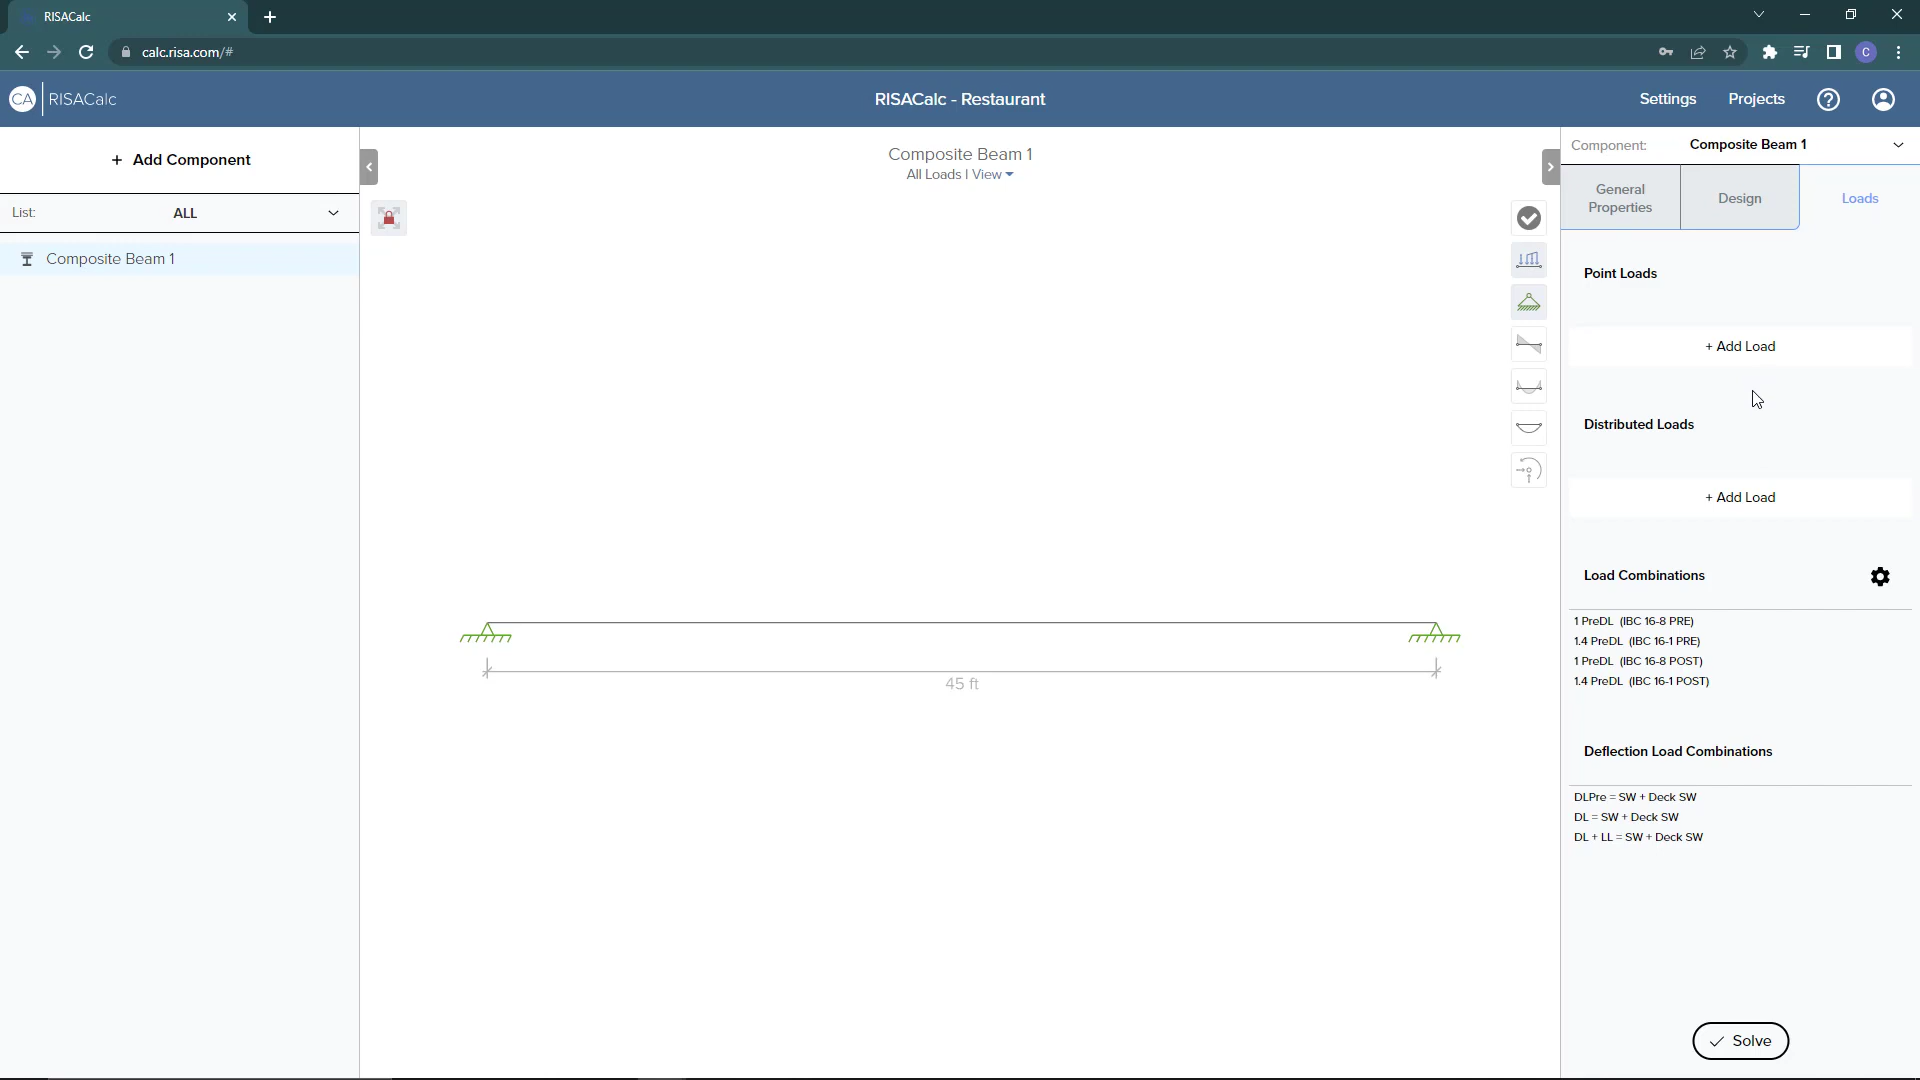 RISACalc
calc.risa.com/#
C
CA RISACalc
RISACalc - Restaurant
Settings
Projects
?
+ Add Component
List:
ALL
Composite Beam 1
Composite Beam 1
All Loads | View
45 ft
Component:
Composite Beam 1
General
Properties
Design
Loads
Point Loads
+ Add Load
Distributed Loads
+ Add Load
Load Combinations
1 PreDL (IBC 16-8 PRE)
1.4 PreDL (IBC 16-1 PRE)
1 PreDL (IBC 16-8 POST)
1.4 PreDL (IBC 16-1 POST)
Deflection Load Combinations
DLPre = SW + Deck SW
DL = SW + Deck SW
DL + LL = SW + Deck SW
Solve